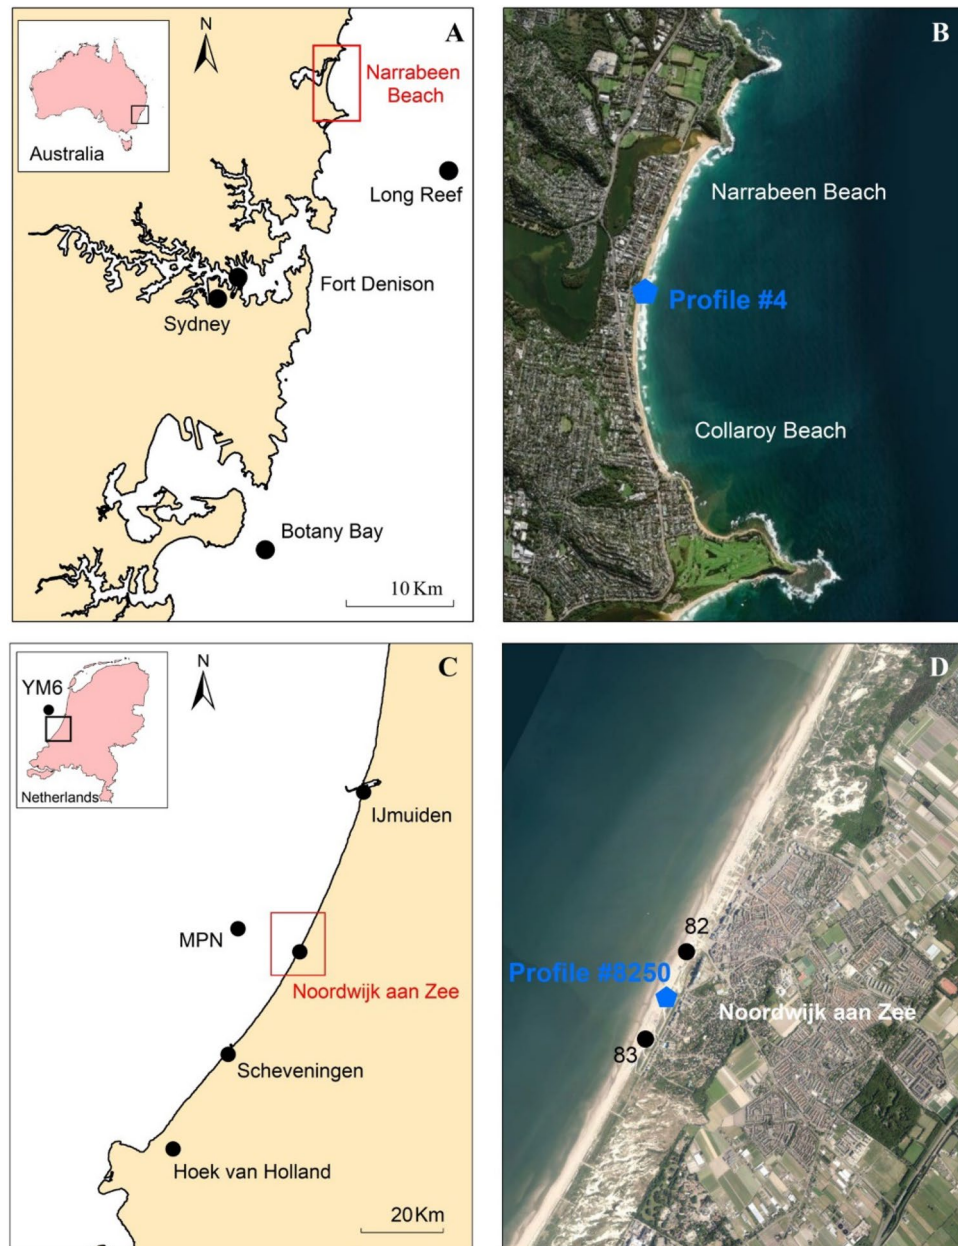 N
A
Narrabeen
Beach
Australia
Long Reef
Fort Denison
Sydney
Botany Bay
10 Km
B
Narrabeen Beach
Profile #4
Collaroy Beach
N
C
YM6
Netherlands
IJmuiden
MPN
Noordwijk aan Zee
Scheveningen
Hoek van Holland
20 Km
D
82
Profile #8250
Noordwijk aan Zee
83